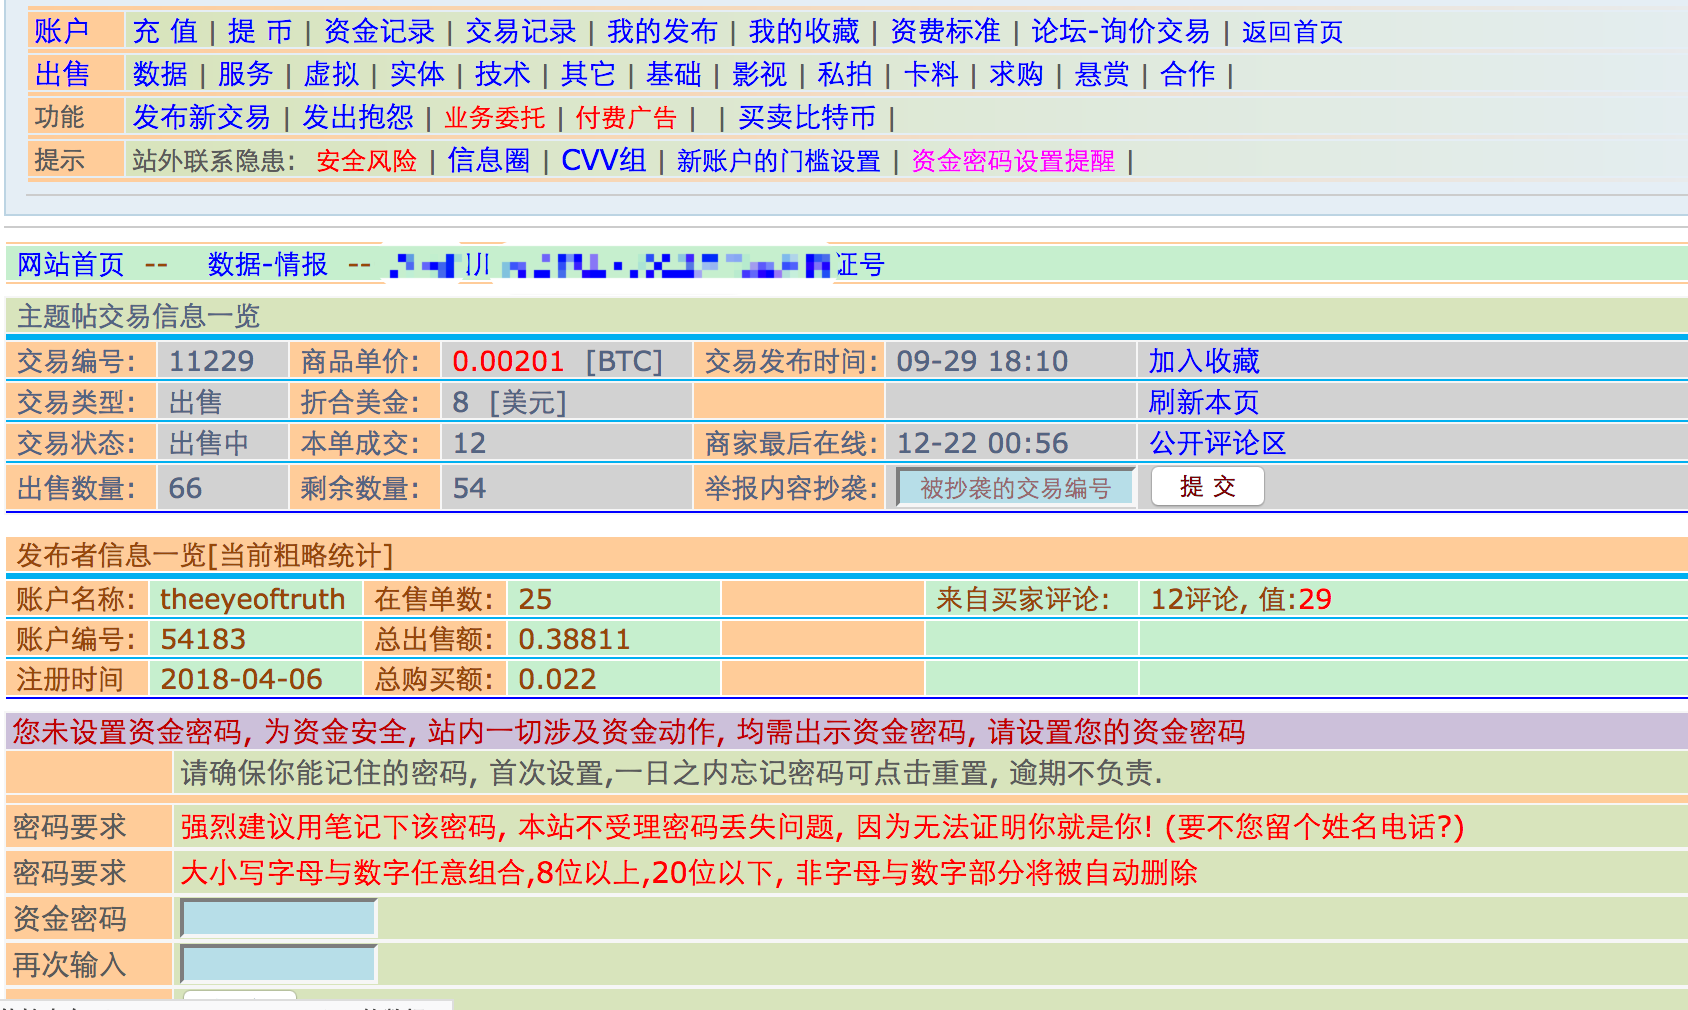 账户 充 值 | 提 币 | 资金记录 | 交易记录 | 我的发布 | 我的收藏 | 资费标准 | 论坛-询价交易 | 返回首页
出售 数据 | 服务 | 虚拟 | 实体 | 技术 | 其它 | 基础 | 影视 | 私拍 | 卡料 | 求购 | 悬赏 | 合作 |
功能 发布新交易 | 发出抱怨 | 业务委托 | 付费广告 | | 买卖比特币 |
提示 站外联系隐患: 安全风险 | 信息圈 | CVV组 | 新账户的门槛设置 | 资金密码设置提醒 |
网站首页 -- 数据-情报 -- 证号
主题帖交易信息一览
交易编号: 11229 商品单价: 0.00201 [BTC] 交易发布时间: 09-29 18:10 加入收藏
交易类型: 出售 折合美金: 8 [美元] 刷新本页
交易状态: 出售中 本单成交: 12 商家最后在线: 12-22 00:56 公开评论区
出售数量: 66 剩余数量: 54 举报内容抄袭: 被抄袭的交易编号 提 交
发布者信息一览[当前粗略统计]
账户名称: theeyeoftruth 在售单数: 25 来自买家评论: 12评论, 值:29
账户编号: 54183 总出售额: 0.38811
注册时间 2018-04-06 总购买额: 0.022
您未设置资金密码, 为资金安全, 站内一切涉及资金动作, 均需出示资金密码, 请设置您的资金密码
请确保你能记住的密码, 首次设置,一日之内忘记密码可点击重置, 逾期不负责.
密码要求 强烈建议用笔记下该密码, 本站不受理密码丢失问题, 因为无法证明你就是你! (要不您留个姓名电话?)
密码要求 大小写字母与数字任意组合,8位以上,20位以下, 非字母与数字部分将被自动删除
资金密码
再次输入